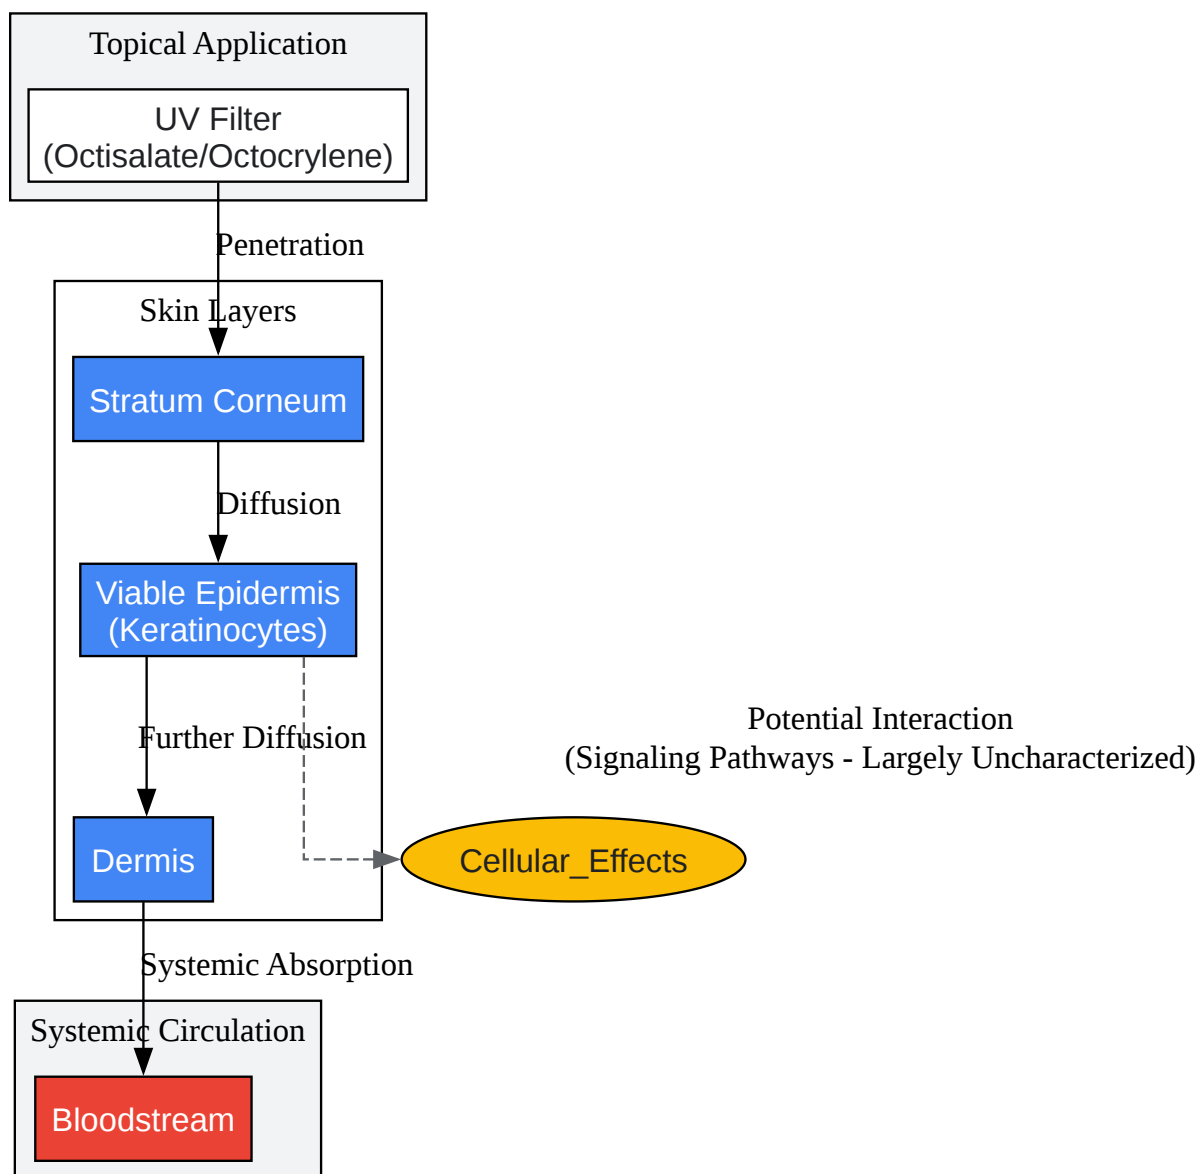 Topical Application
UV Filter
(Octisalate/Octocrylene)
Penetration
Skin Layers
Stratum Corneum
Diffusion
Viable Epidermis
(Keratinocytes)
Further Diffusion
Potential Interaction
(Signaling Pathways - Largely Uncharacterized)
Dermis
Cellular_Effects
Systemic Absorption
Systemic Circulation
Bloodstream